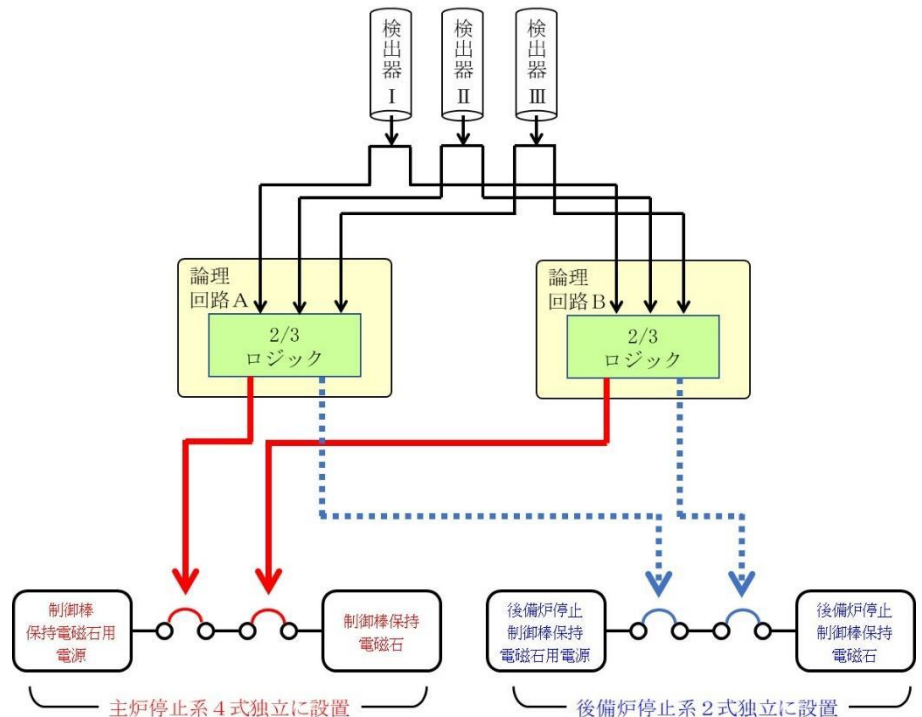 検出器Ⅰ
検出器Ⅱ
検出器Ⅲ
論理
回路A
2/3
ロジック
論理
回路B
2/3
ロジック
制御棒
保持電磁石用
電源
制御棒保持
電磁石
後備炉停止
制御棒保持
電磁石用電源
後備炉停止
制御棒保持
電磁石
主炉停止系4式独立に設置
後備炉停止系2式独立に設置